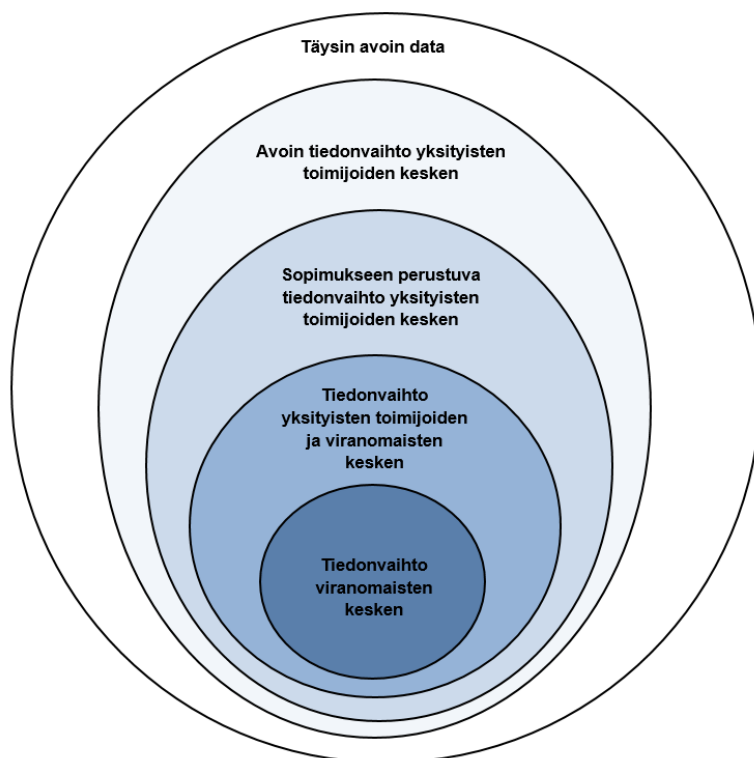 Täysin avoin data
Avoin tiedonvaihto yksityisten
toimijoiden kesken
Sopimukseen perustuva
tiedonvaihto yksityisten
toimijoiden kesken
Tiedonvaihto
yksityisten toimijoiden
ja viranomaisten
kesken
Tiedonvaihto
viranomaisten
kesken